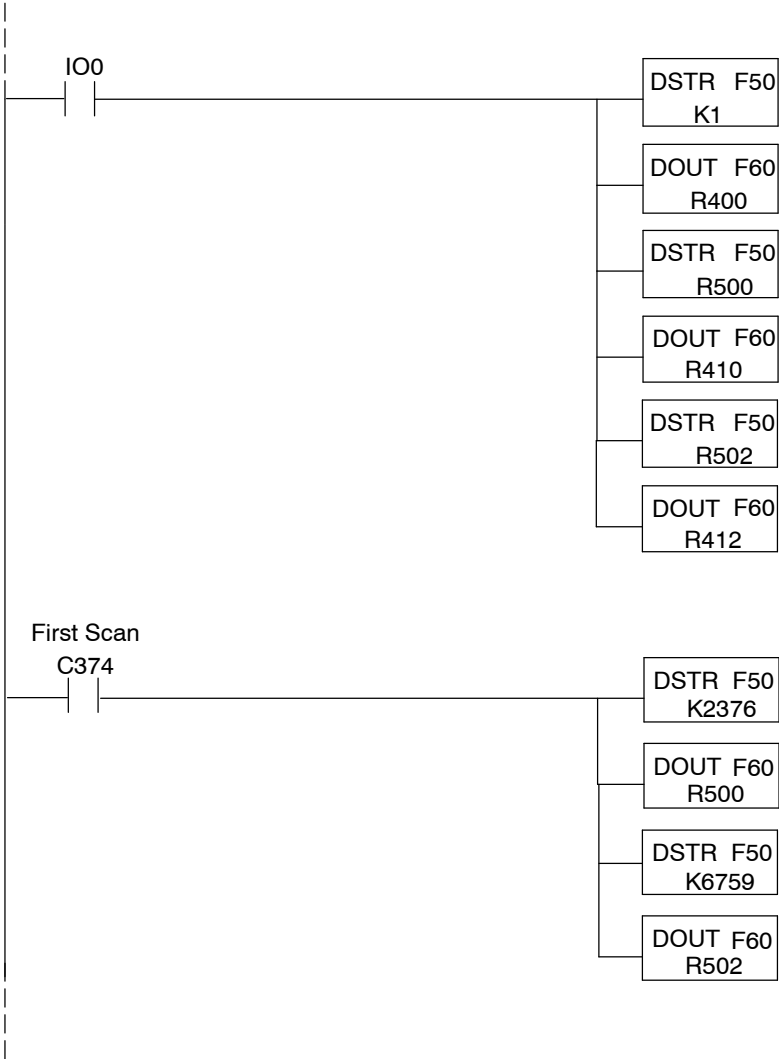 IO0
DSTR F50
K1
DOUT F60
R400
DSTR F50
R500
DOUT F60
R410
DSTR F50
R502
DOUT F60
R412
First Scan
C374
DSTR F50
K2376
DOUT F60
R500
DSTR F50
K6759
DOUT F60
R502